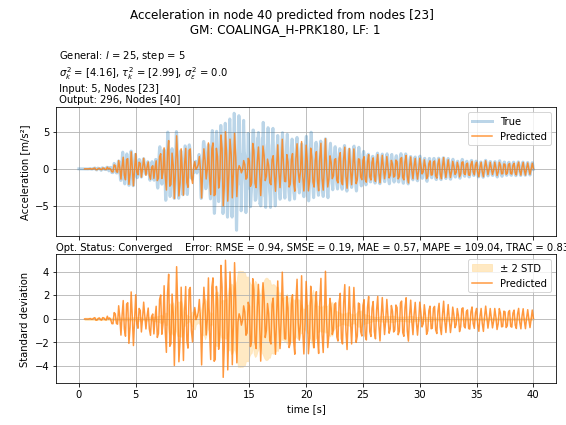 Acceleration in node 40 predicted from nodes [23]
GM: COALINGA_H-PRK180, LF: 1
General: l = 25, step = 5
σ²_k = [4.16], τ²_k = [2.99], σ²_ε = 0.0
Input: 5, Nodes [23]
Output: 296, Nodes [40]
True
Predicted
Acceleration [m/s²]
5
0
−5
Opt. Status: Converged    Error: RMSE = 0.94, SMSE = 0.19, MAE = 0.57, MAPE = 109.04, TRAC = 0.83
± 2 STD
Predicted
Standard deviation
4
2
0
−2
−4
0 5 10 15 20 25 30 35 40
time [s]